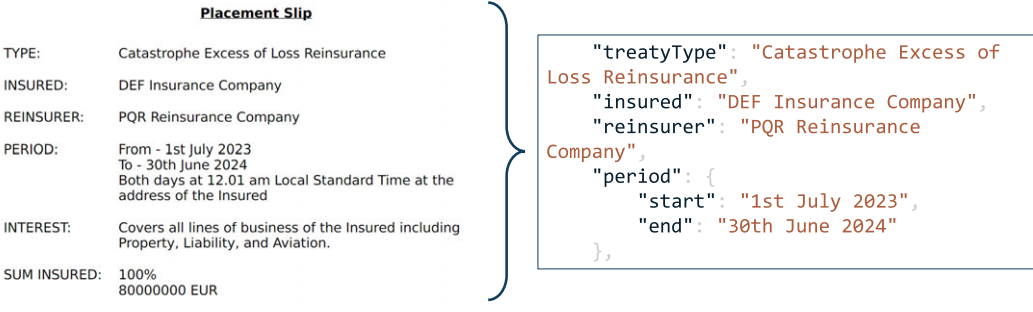 Placement Slip
TYPE: Catastrophe Excess of Loss Reinsurance
INSURED: DEF Insurance Company
REINSURER: PQR Reinsurance Company
PERIOD: From - 1st July 2023
To - 30th June 2024
Both days at 12.01 am Local Standard Time at the
address of the Insured
INTEREST: Covers all lines of business of the Insured including
Property, Liability, and Aviation.
SUM INSURED: 100%
80000000 EUR
"treatyType": "Catastrophe Excess of
Loss Reinsurance",
"insured": "DEF Insurance Company",
"reinsurer": "PQR Reinsurance
Company",
"period": {
"start": "1st July 2023",
"end": "30th June 2024"
},